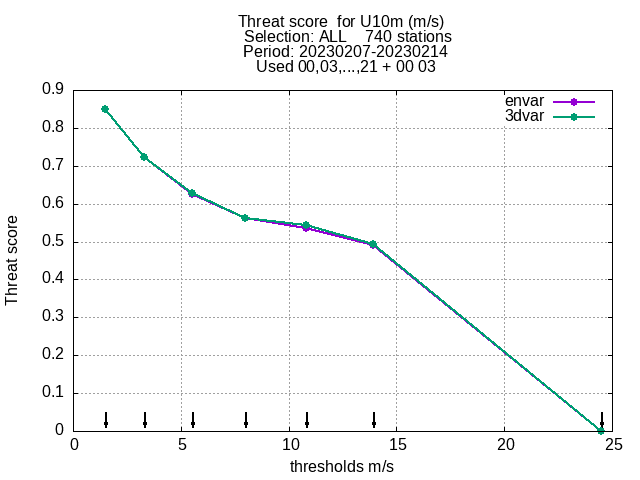 Threat score  for U10m (m/s)
Selection: ALL    740 stations
Period: 20230207-20230214
Used 00,03,...,21 + 00 03
envar
3dvar
0.9
0.8
0.7
0.6
0.5
0.4
0.3
0.2
0.1
0
Threat score
0 5 10 15 20 25
thresholds m/s